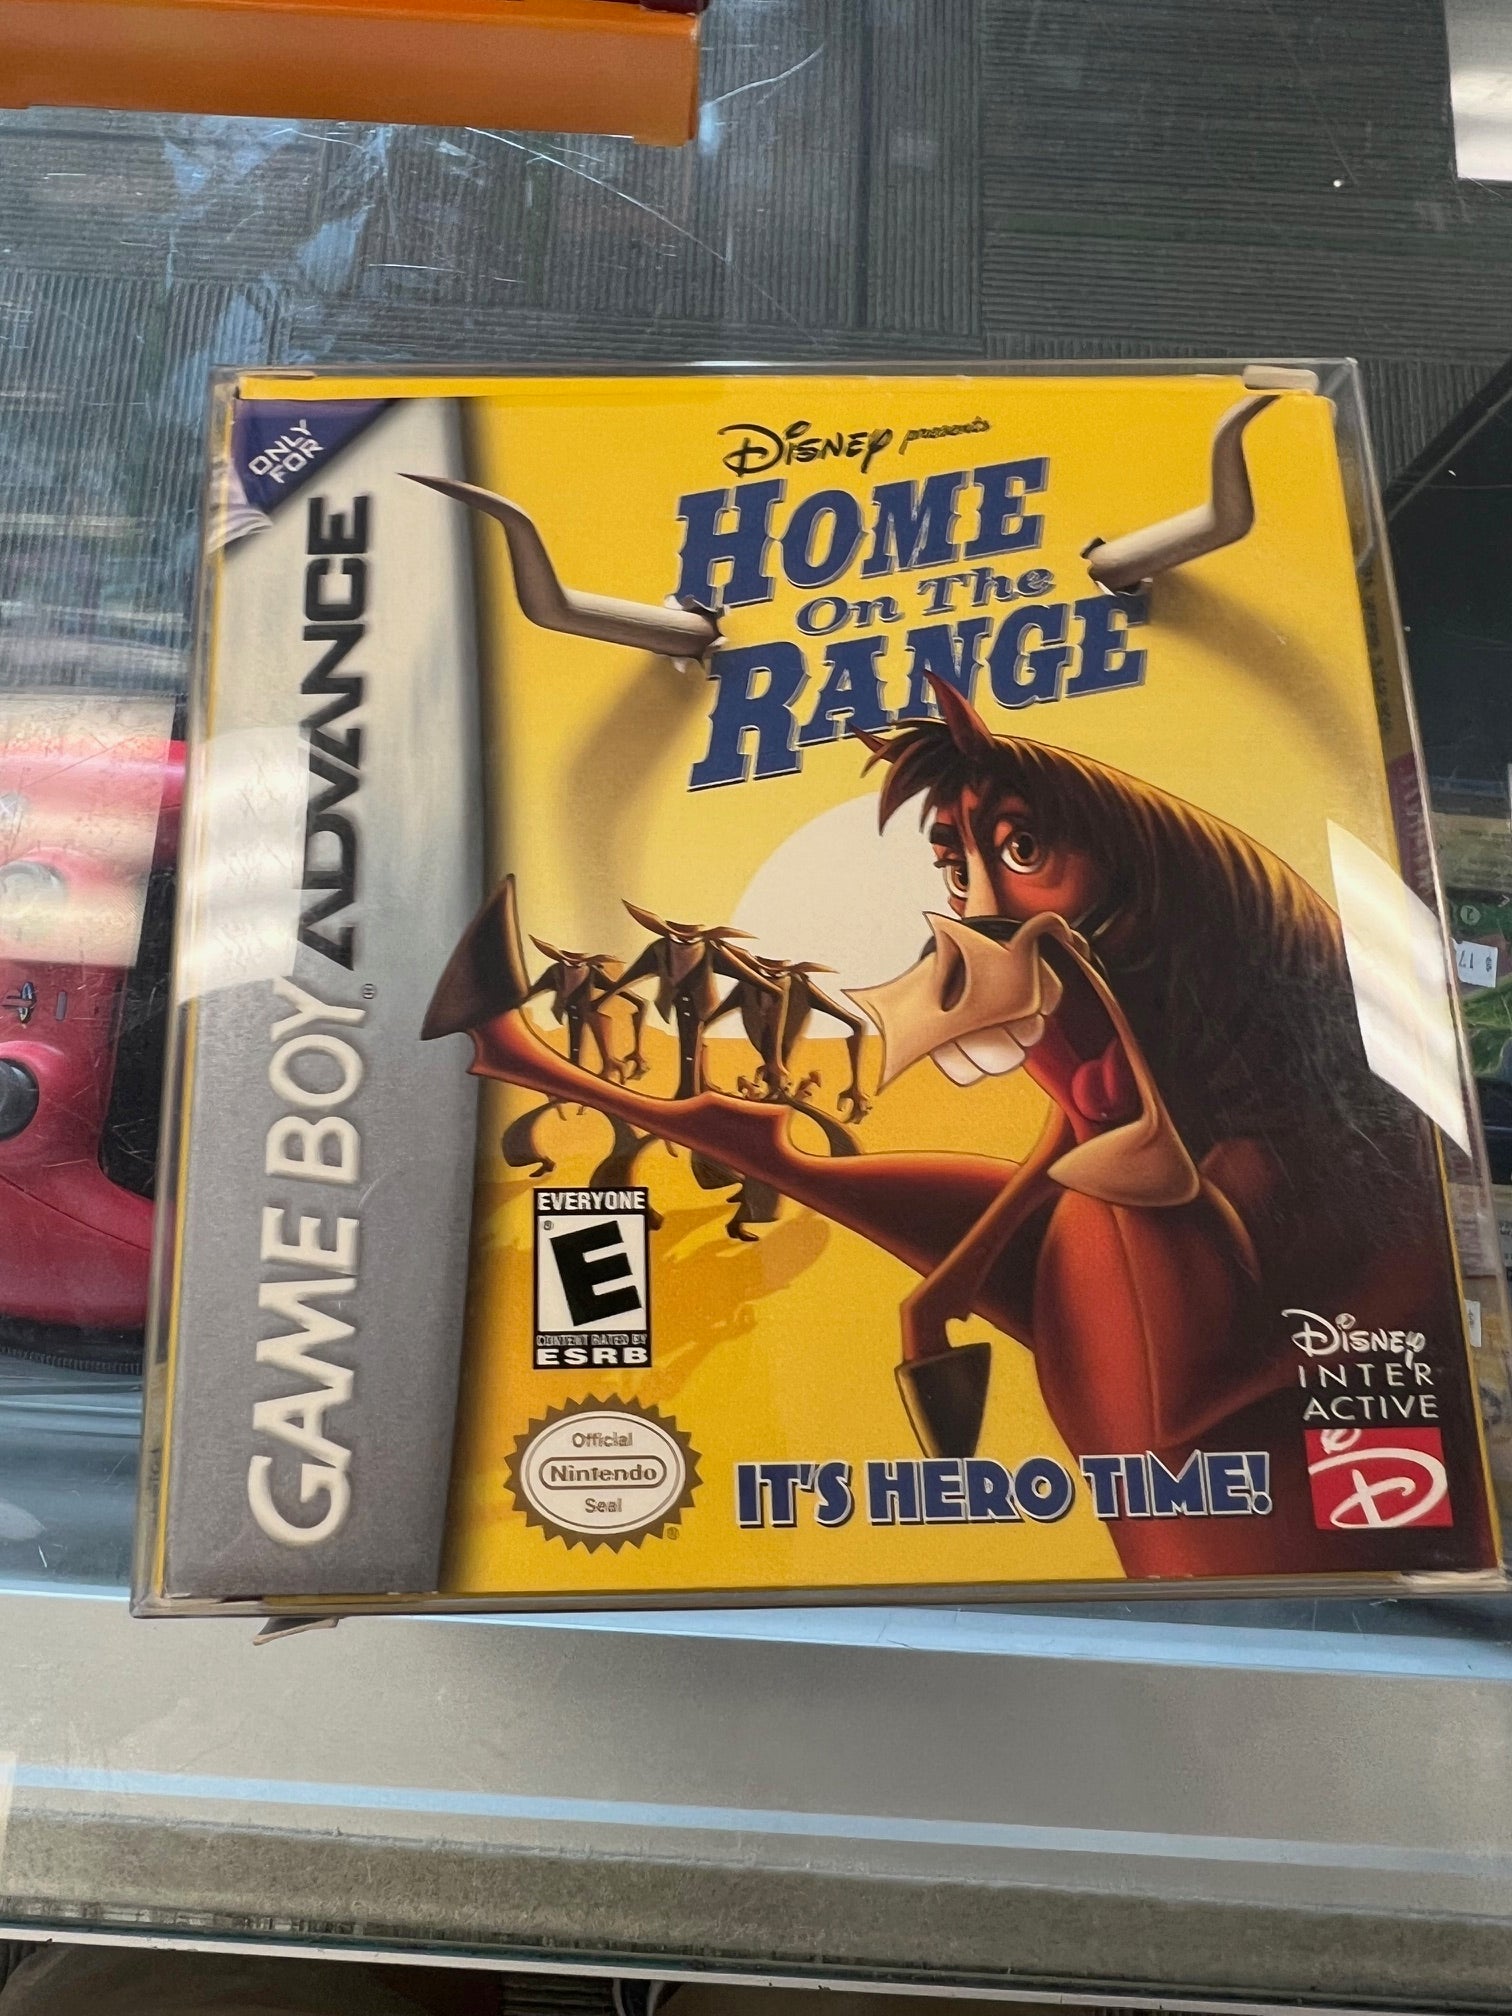 ONLY
FOR
GAME BOY ADVANCE
Disney presents
HOME
On The
RANGE
EVERYONE
E
CONTENT RATED BY
ESRB
Official
Nintendo
Seal
IT'S HERO TIME!
Disney
INTER
ACTIVE
D